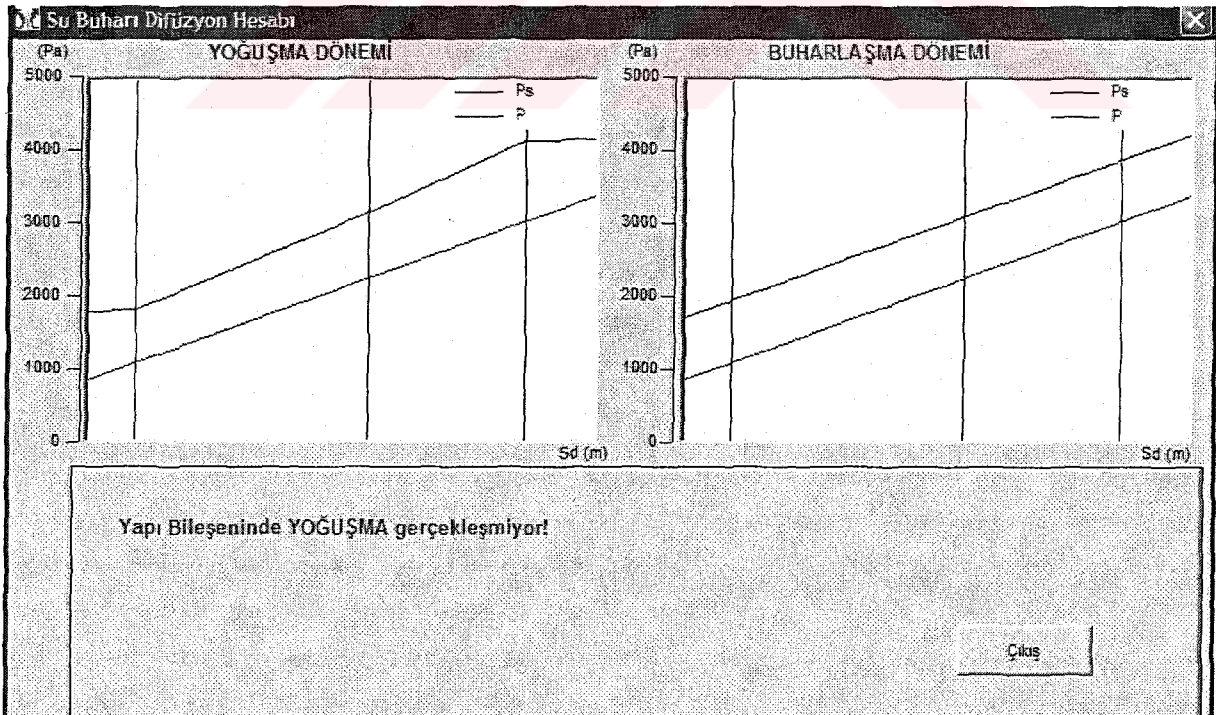 Su Buharı Difüzyon Hesabı
(Pa)
YOĞUŞMA DÖNEMİ
5000
4000
3000
2000
1000
0
Ps
P
Sd (m)
(Pa)
BUHARLAŞMA DÖNEMİ
5000
4000
3000
2000
1000
0
Ps
P
Sd (m)
Yapı Bileşeninde YOĞUŞMA gerçekleşmiyor!
Çıkış